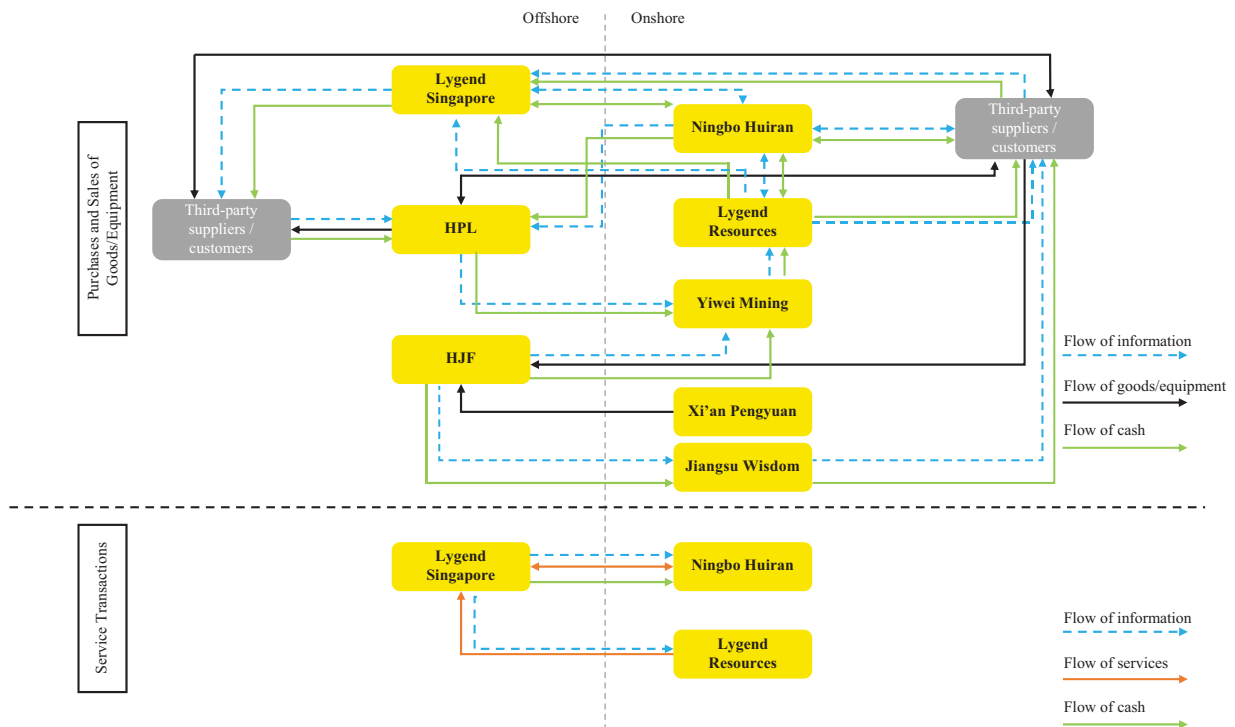 Offshore
Onshore
Purchases and Sales of
Goods/Equipment
Lygend
Singapore
Ningbo Huiran
Third-party
suppliers /
customers
Third-party
suppliers /
customers
HPL
Lygend
Resources
Yiwei Mining
HJF
Xi’an Pengyuan
Jiangsu Wisdom
Flow of information
Flow of goods/equipment
Flow of cash
Service Transactions
Lygend
Singapore
Ningbo Huiran
Lygend
Resources
Flow of information
Flow of services
Flow of cash